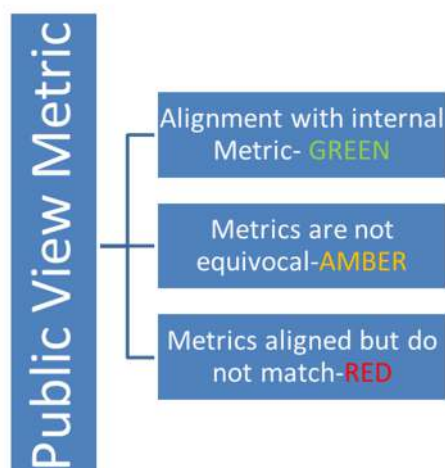 Public View Metric
Alignment with internal
Metric- GREEN
Metrics are not
equivocal-AMBER
Metrics aligned but do
not match-RED